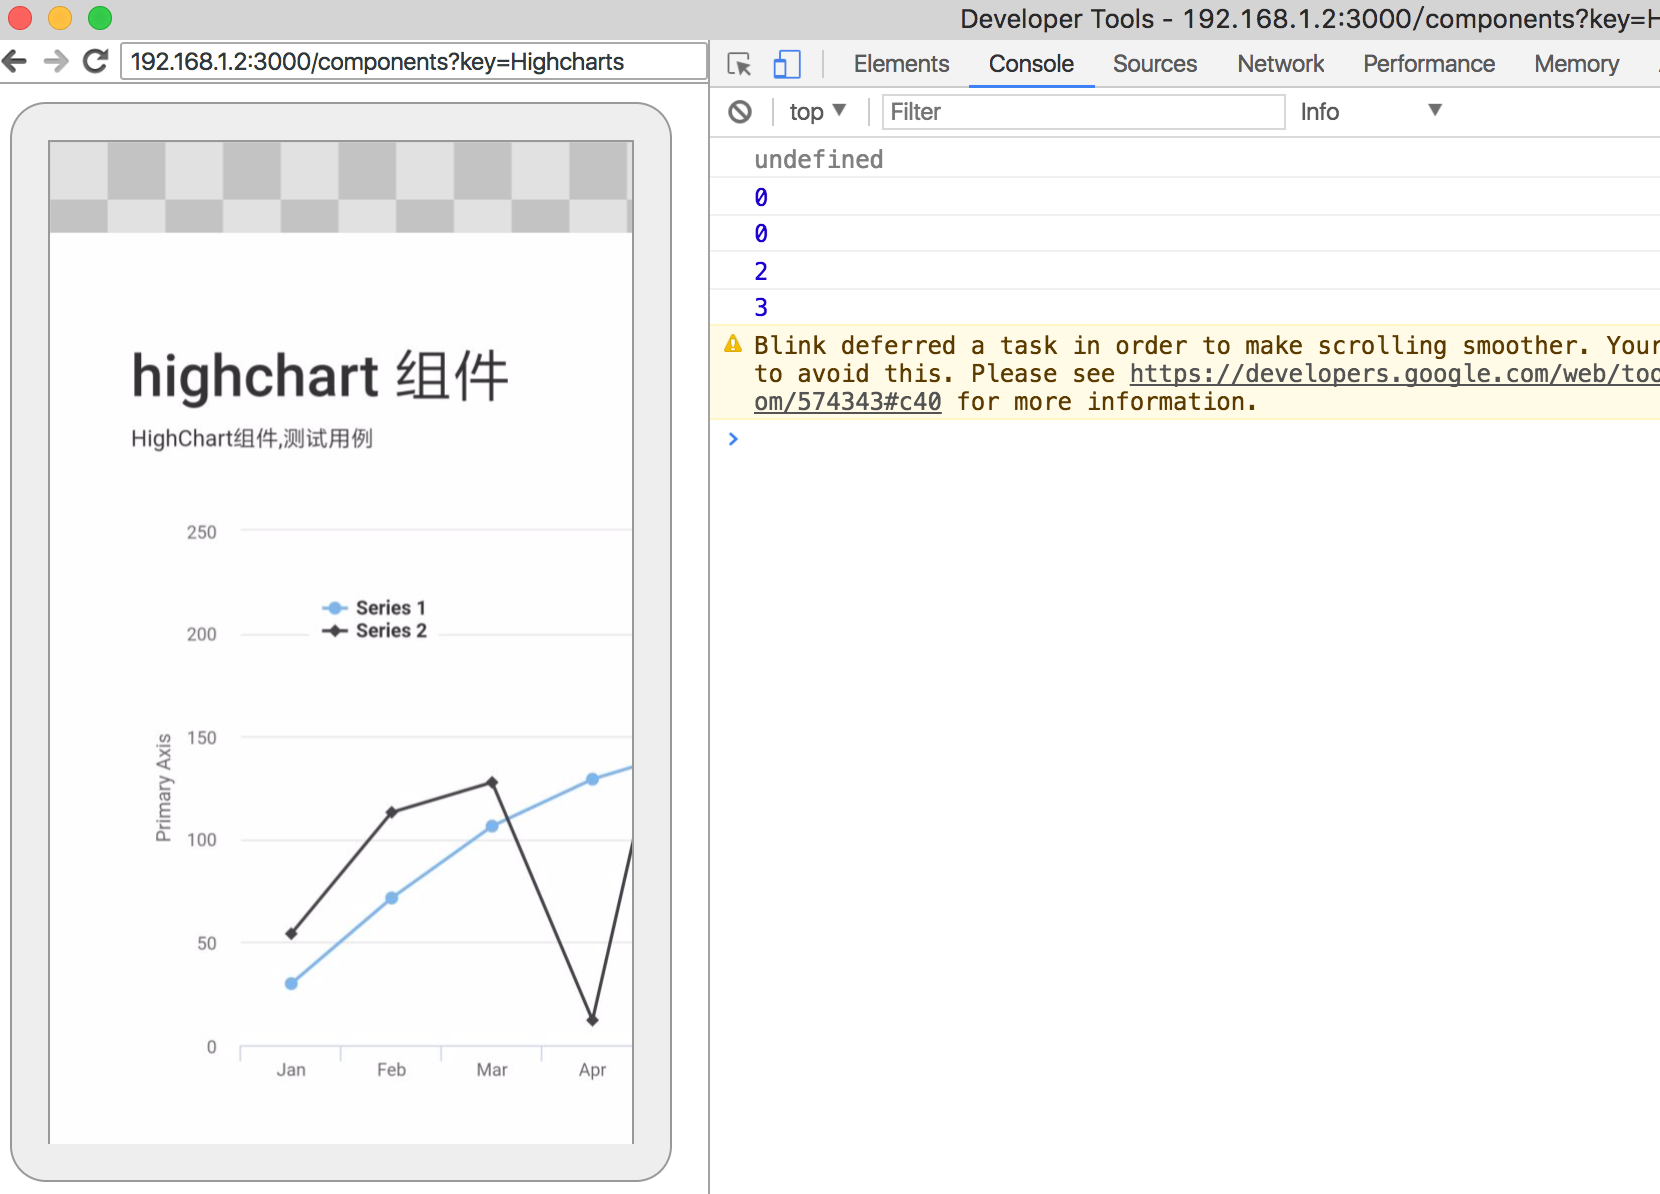 Developer Tools - 192.168.1.2:3000/components?key=H
192.168.1.2:3000/components?key=Highcharts
Elements Console Sources Network Performance Memory
top ▼ Filter Info ▼
undefined
0
0
2
3
Blink deferred a task in order to make scrolling smoother. Your
to avoid this. Please see https://developers.google.com/web/too
om/574343#c40 for more information.
highchart 组件
HighChart组件,测试用例
250
Series 1
Series 2
200
150
Primary Axis
100
50
0
Jan Feb Mar Apr